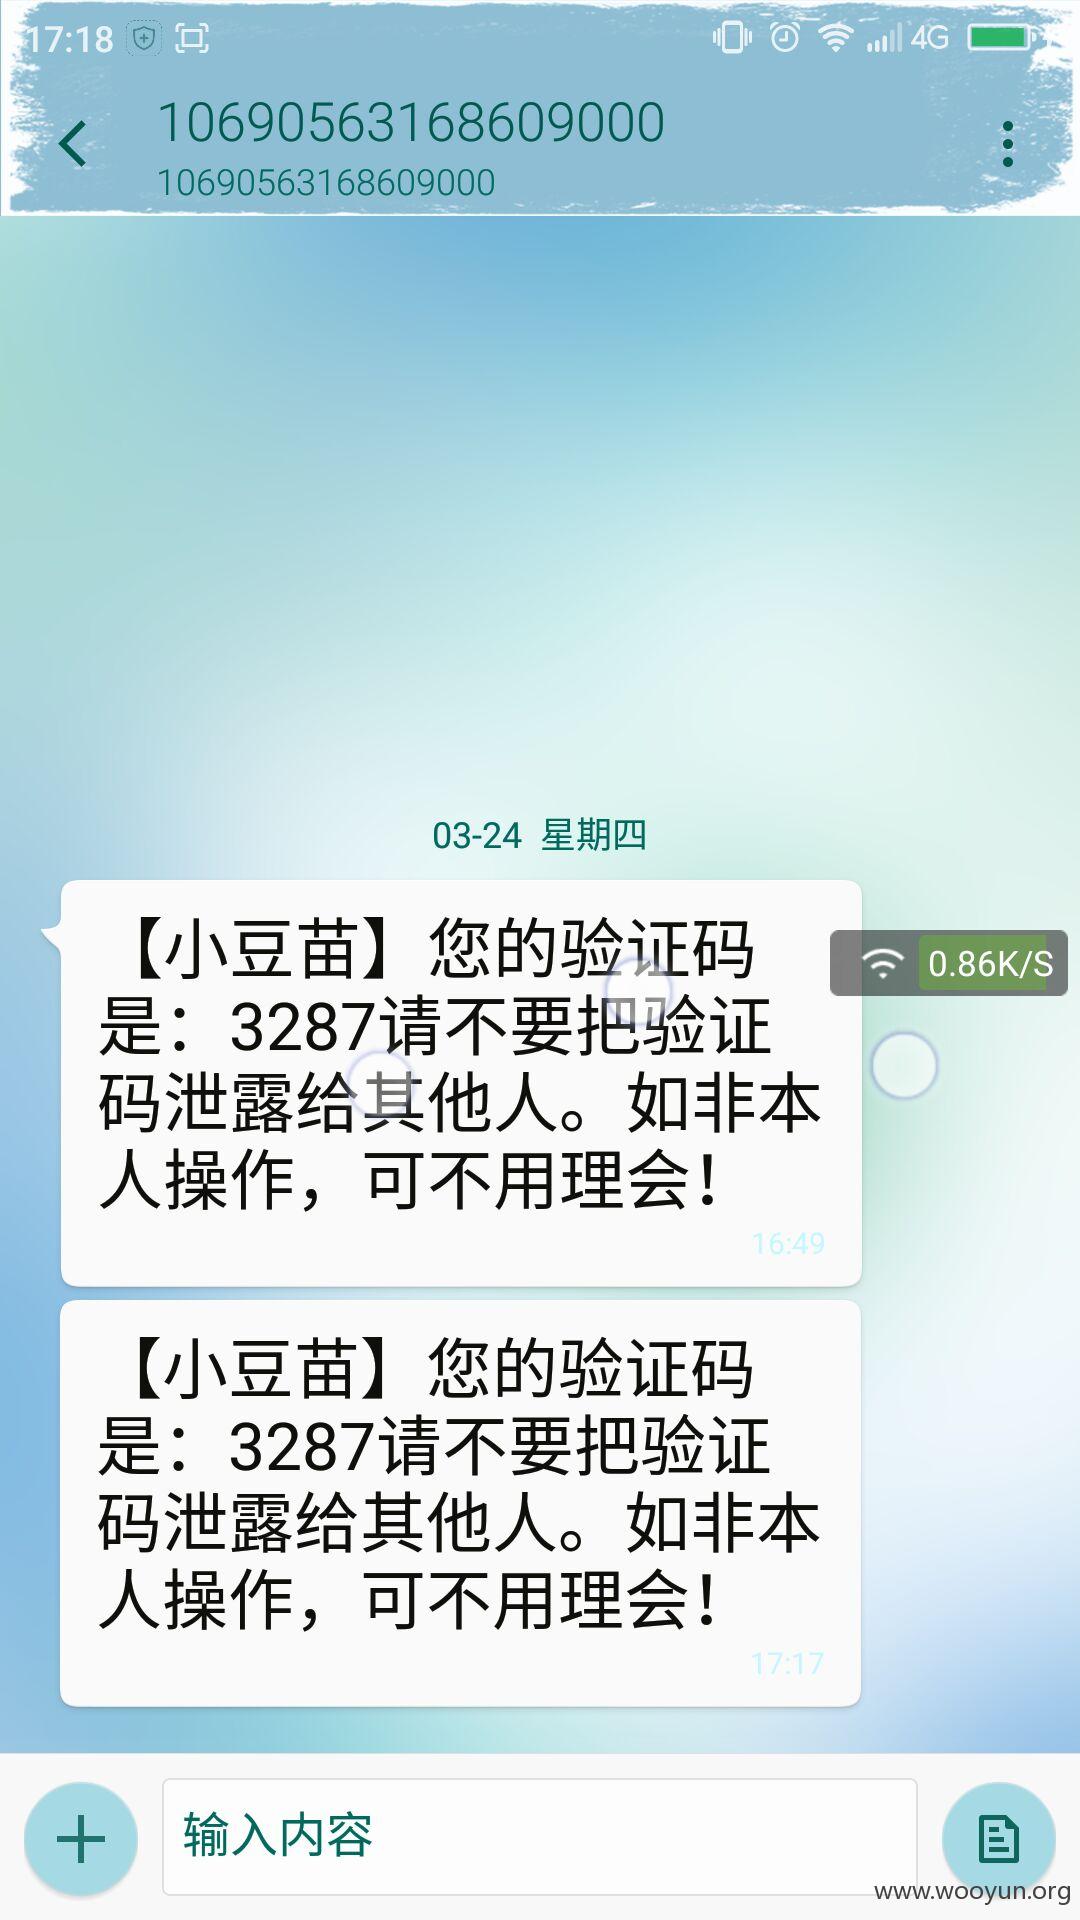 17:18
4G
10690563168609000
10690563168609000
03-24 星期四
【小豆苗】您的验证码
是：3287请不要把验证
码泄露给其他人。如非本
人操作，可不用理会！
16:49
0.86K/S
【小豆苗】您的验证码
是：3287请不要把验证
码泄露给其他人。如非本
人操作，可不用理会！
17:17
输入内容
www.wooyun.org